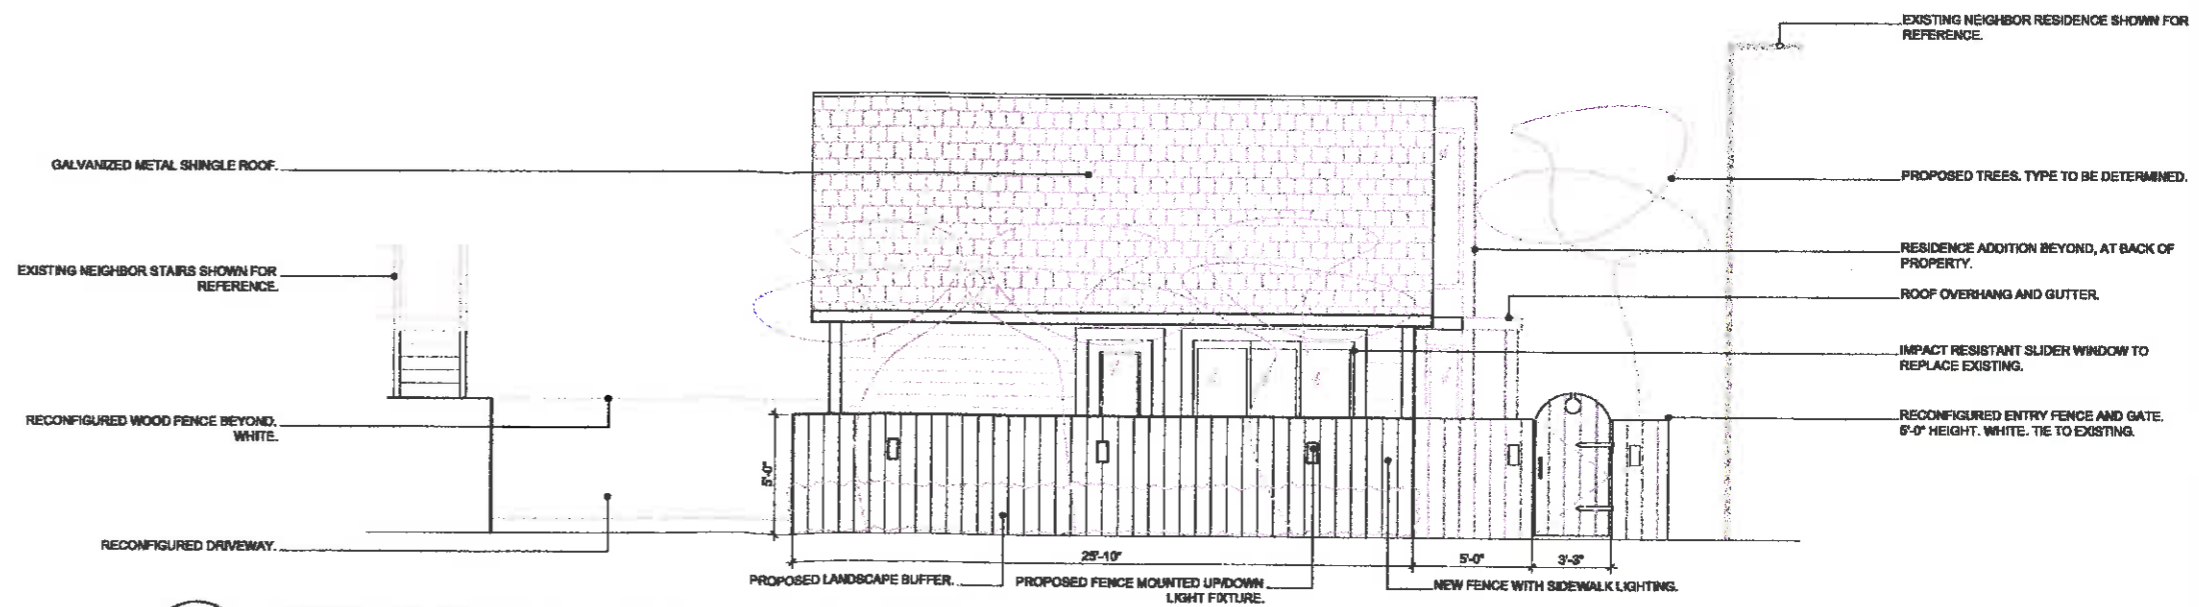 EXISTING NEIGHBOR RESIDENCE SHOWN FOR
REFERENCE.
GALVANIZED METAL SHINGLE ROOF.
PROPOSED TREES. TYPE TO BE DETERMINED.
RESIDENCE ADDITION BEYOND, AT BACK OF
PROPERTY.
EXISTING NEIGHBOR STAIRS SHOWN FOR
REFERENCE.
ROOF OVERHANG AND GUTTER.
IMPACT RESISTANT SLIDER WINDOW TO
REPLACE EXISTING.
RECONFIGURED WOOD FENCE BEYOND.
WHITE.
RECONFIGURED ENTRY FENCE AND GATE.
5'-0" HEIGHT. WHITE. TIE TO EXISTING.
5'-0"
RECONFIGURED DRIVEWAY.
25'-10"
5'-0"
3'-3"
PROPOSED LANDSCAPE BUFFER.
PROPOSED FENCE MOUNTED UP/DOWN
LIGHT FIXTURE.
NEW FENCE WITH SIDEWALK LIGHTING.